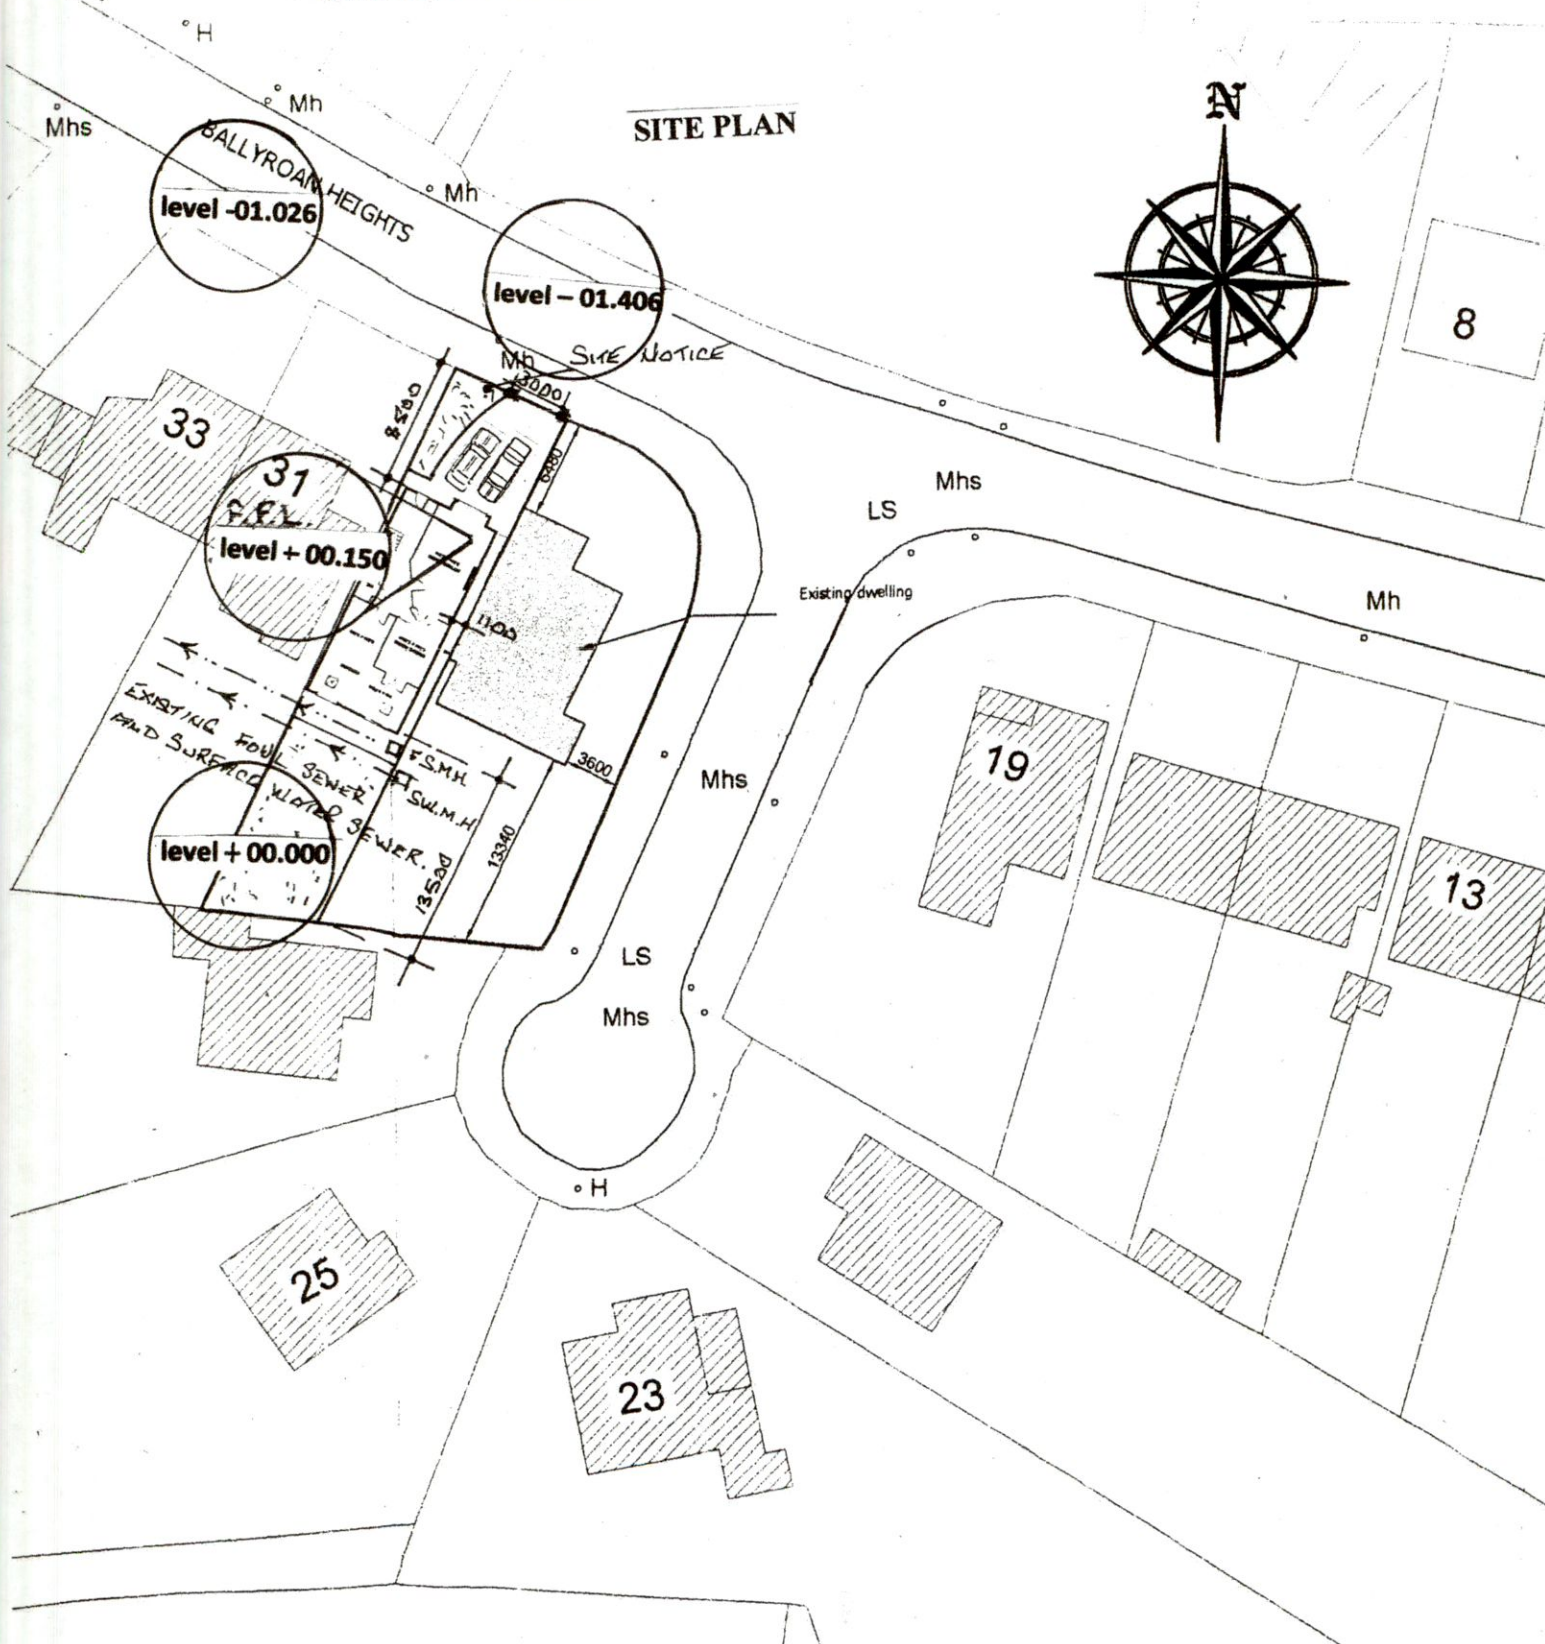 H
Mh
Mhs
SITE PLAN
N
BALLYROAN HEIGHTS
Mh
level -01.026
level – 01.406
8
Mh
SITE NOTICE
3000
8500
33
31
F.F.L.
level + 00.150
6480
Mhs
LS
Existing dwelling
Mh
1100
EXISTING FOUL SEWER
AND SURFACE WATER SEWER.
F.S.M.H
S.W.M.H
3600
19
Mhs
13340
13500
level + 00.000
13
LS
Mhs
H
25
23